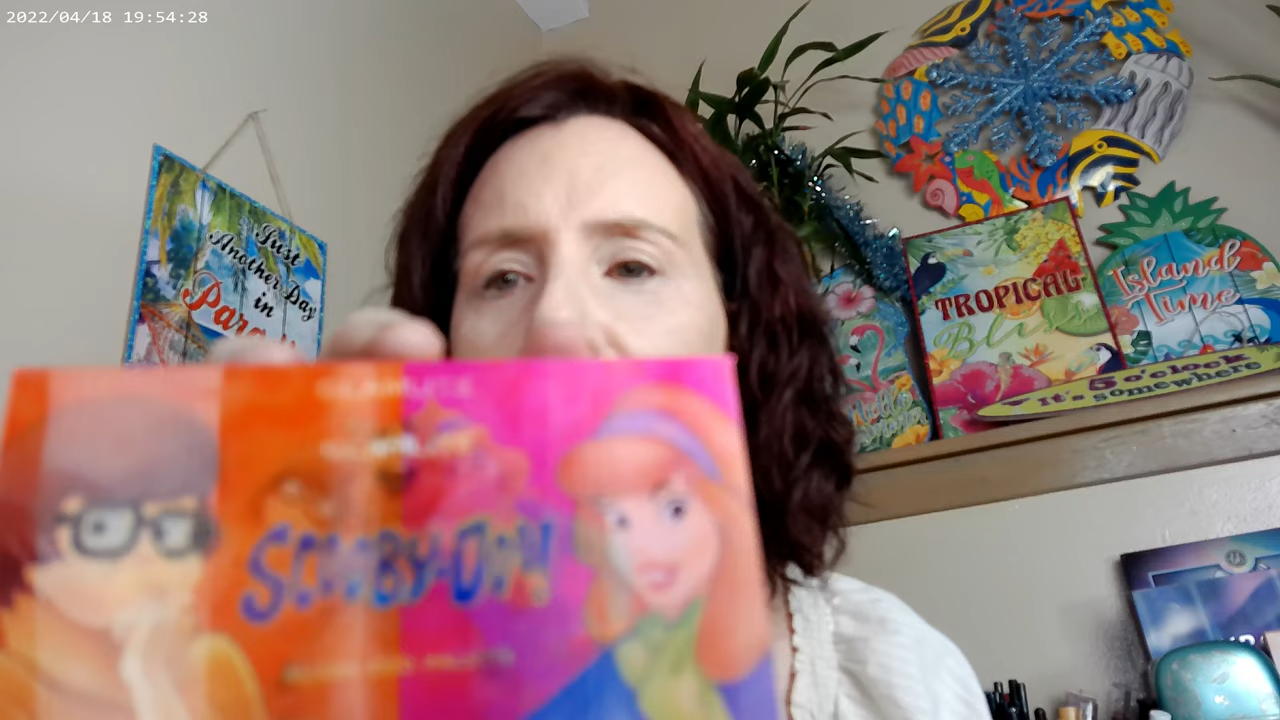 2022/04/18 19:54:28
Just
Another Day
in
Para
TROPICAL
Bliss
Island
Time
5 o'clock
it's somewhere
GLAMLITE
SCOOBY-DOO!